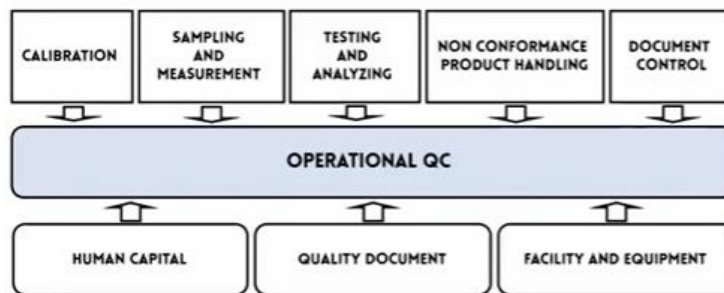 CALIBRATION
SAMPLING
AND
MEASUREMENT
TESTING
AND
ANALYZING
NON CONFORMANCE
PRODUCT HANDLING
DOCUMENT
CONTROL
OPERATIONAL QC
HUMAN CAPITAL
QUALITY DOCUMENT
FACILITY AND EQUIPMENT